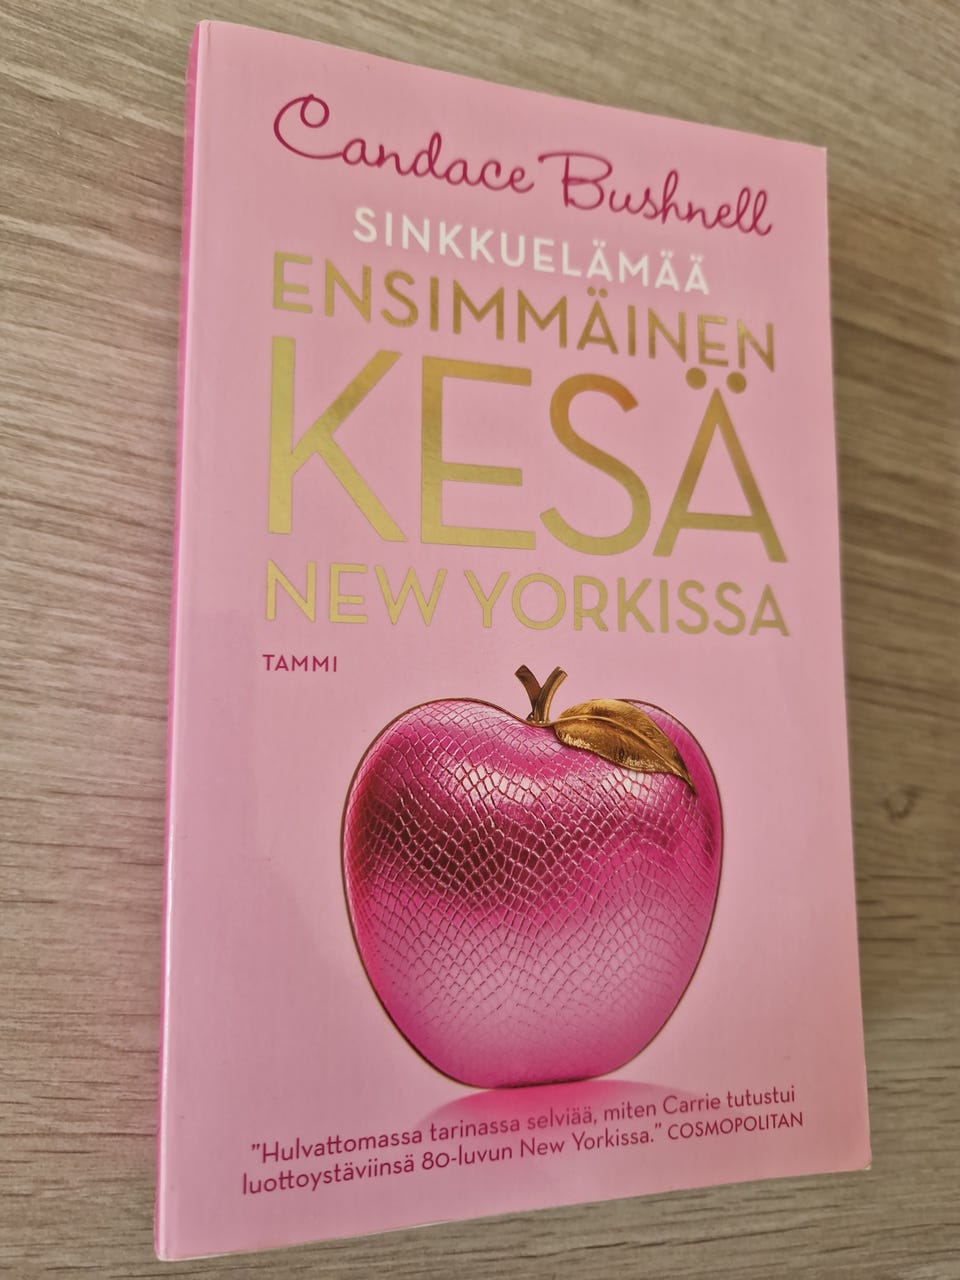 Candace Bushnell
SINKKUELÄMÄÄ
ENSIMMÄINEN
KESÄ
NEW YORKISSA
TAMMI
"Hulvattomassa tarinassa selviää, miten Carrie tutustui
luottoystäviinsä 80-luvun New Yorkissa." COSMOPOLITAN